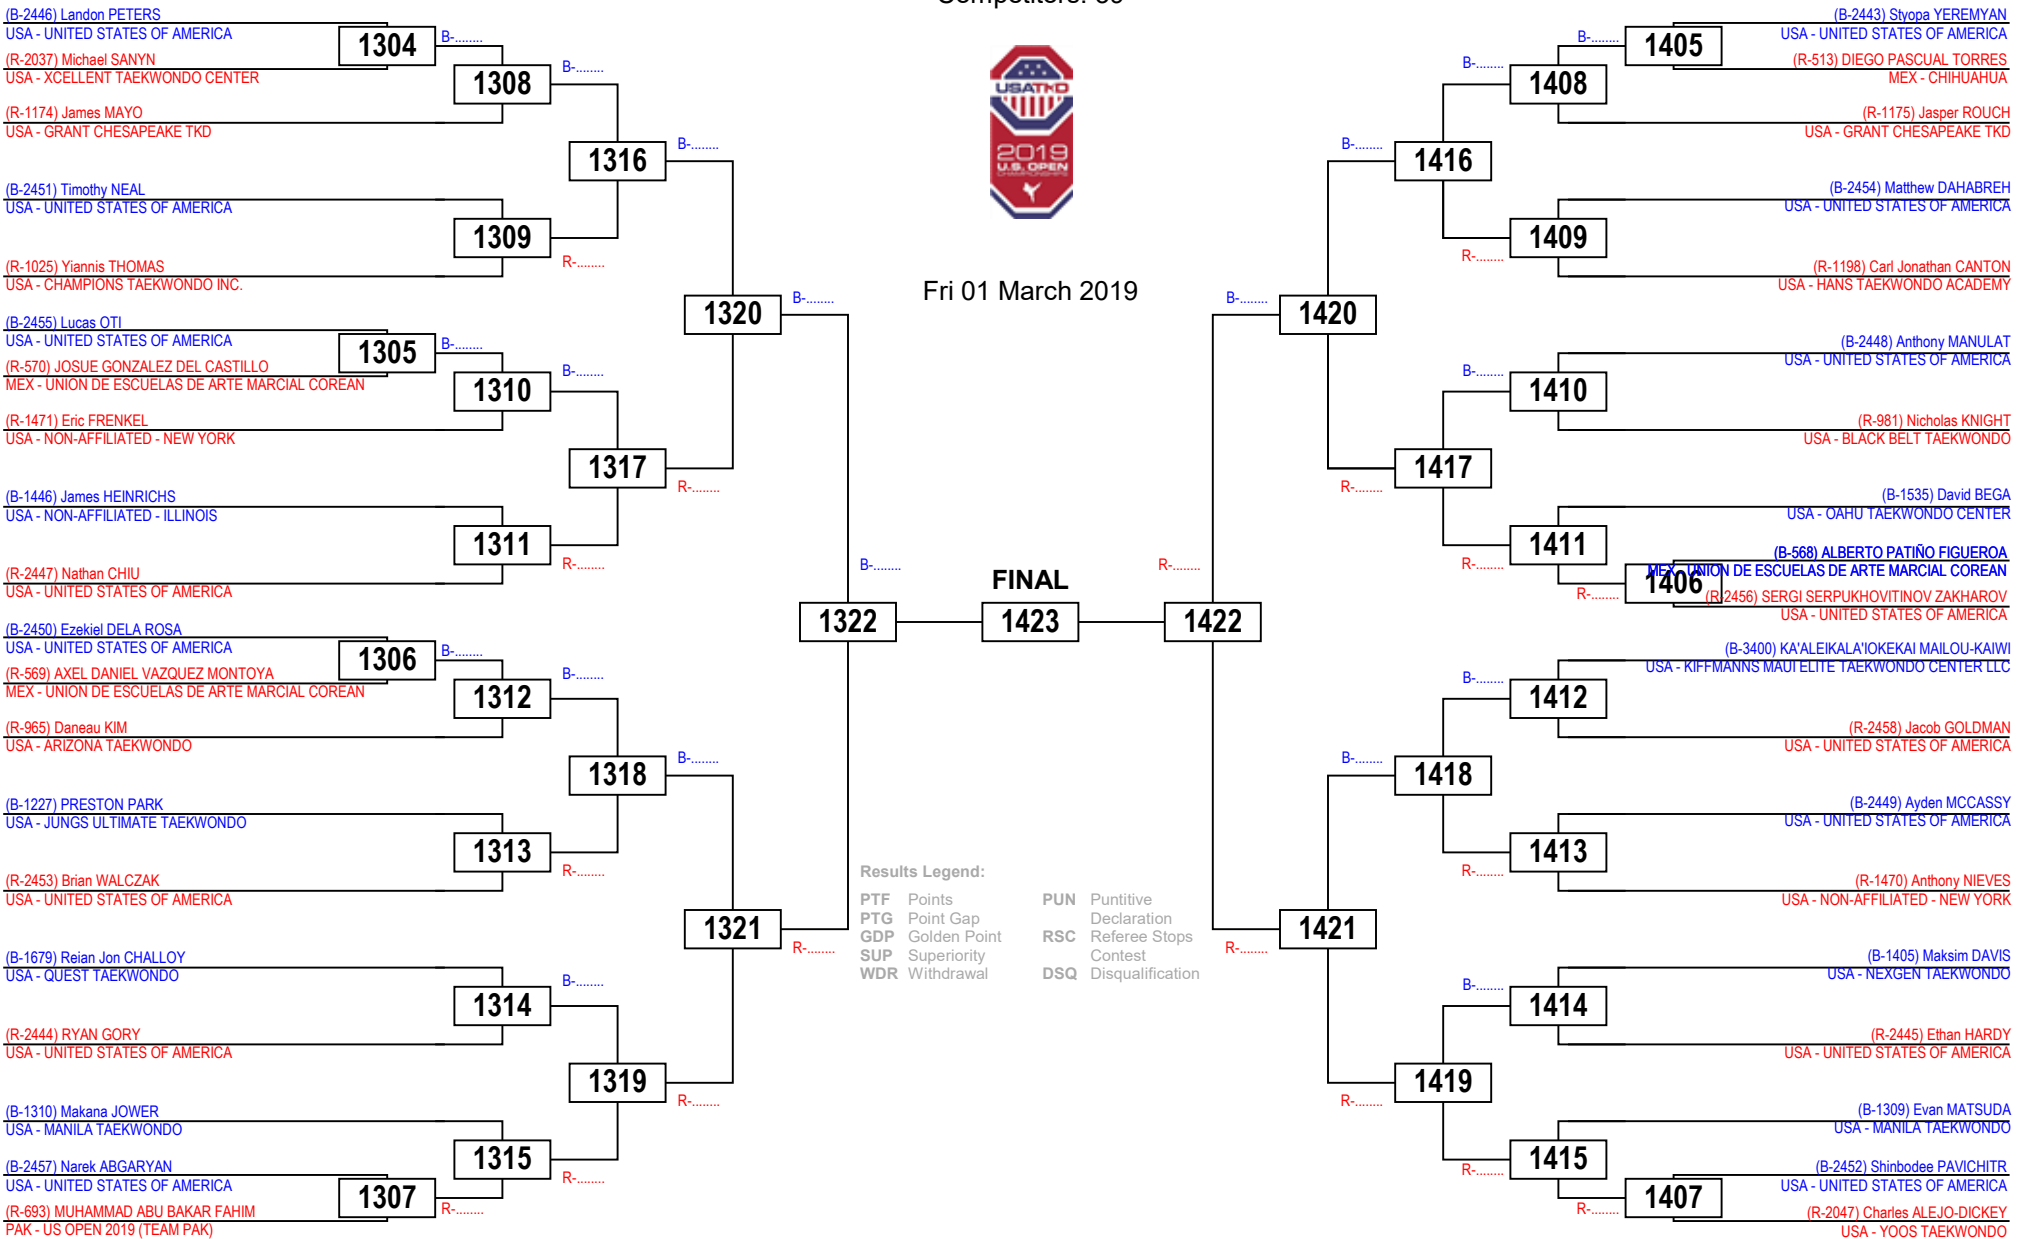 (B-2446) Landon PETERS
USA - UNITED STATES OF AMERICA
1304
B-........
(R-2037) Michael SANYN
USA - XCELLENT TAEKWONDO CENTER
1308
B-........
(R-1174) James MAYO
USA - GRANT CHESAPEAKE TKD
1316
B-........
(B-2451) Timothy NEAL
USA - UNITED STATES OF AMERICA
1309
R-........
(R-1025) Yiannis THOMAS
USA - CHAMPIONS TAEKWONDO INC.
1320
B-........
(B-2455) Lucas OTI
USA - UNITED STATES OF AMERICA
1305
B-........
(R-570) JOSUE GONZALEZ DEL CASTILLO
MEX - UNION DE ESCUELAS DE ARTE MARCIAL COREAN
1310
B-........
(R-1471) Eric FRENKEL
USA - NON-AFFILIATED - NEW YORK
1317
R-........
(B-1446) James HEINRICHS
USA - NON-AFFILIATED - ILLINOIS
1311
R-........
(R-2447) Nathan CHIU
USA - UNITED STATES OF AMERICA
1322
B-........
(B-2450) Ezekiel DELA ROSA
USA - UNITED STATES OF AMERICA
1306
B-........
(R-569) AXEL DANIEL VAZQUEZ MONTOYA
MEX - UNION DE ESCUELAS DE ARTE MARCIAL COREAN
1312
B-........
(R-965) Daneau KIM
USA - ARIZONA TAEKWONDO
1318
B-........
(B-1227) PRESTON PARK
USA - JUNGS ULTIMATE TAEKWONDO
1313
R-........
(R-2453) Brian WALCZAK
USA - UNITED STATES OF AMERICA
1321
R-........
(B-1679) Reian Jon CHALLOY
USA - QUEST TAEKWONDO
1314
B-........
(R-2444) RYAN GORY
USA - UNITED STATES OF AMERICA
1319
R-........
(B-1310) Makana JOWER
USA - MANILA TAEKWONDO
1315
R-........
(B-2457) Narek ABGARYAN
USA - UNITED STATES OF AMERICA
1307
R-........
(R-693) MUHAMMAD ABU BAKAR FAHIM
PAK - US OPEN 2019 (TEAM PAK)
USATKD
2019
U.S. OPEN
CHAMPIONSHIPS
Fri 01 March 2019
FINAL
1423
Results Legend:
PTF Points
PTG Point Gap
GDP Golden Point
SUP Superiority
WDR Withdrawal
PUN Puntitive
Declaration
RSC Referee Stops
Contest
DSQ Disqualification
(B-2443) Styopa YEREMYAN
USA - UNITED STATES OF AMERICA
B-........
1405
(R-513) DIEGO PASCUAL TORRES
MEX - CHIHUAHUA
B-........
1408
(R-1175) Jasper ROUCH
USA - GRANT CHESAPEAKE TKD
B-........
1416
(B-2454) Matthew DAHABREH
USA - UNITED STATES OF AMERICA
R-........
1409
(R-1198) Carl Jonathan CANTON
USA - HANS TAEKWONDO ACADEMY
B-........
1420
(B-2448) Anthony MANULAT
USA - UNITED STATES OF AMERICA
B-........
1410
(R-981) Nicholas KNIGHT
USA - BLACK BELT TAEKWONDO
R-........
1417
(B-1535) David BEGA
USA - OAHU TAEKWONDO CENTER
R-........
1411
(B-568) ALBERTO PATIÑO FIGUEROA
MEX - UNION DE ESCUELAS DE ARTE MARCIAL COREAN
R-........
1406
(R-2456) SERGI SERPUKHOVITINOV ZAKHAROV
USA - UNITED STATES OF AMERICA
R-........
1422
(B-3400) KA'ALEIKALA'IOKEKAI MAILOU-KAIWI
USA - KIFFMANNS MAUI ELITE TAEKWONDO CENTER LLC
B-........
1412
(R-2458) Jacob GOLDMAN
USA - UNITED STATES OF AMERICA
B-........
1418
(B-2449) Ayden MCCASSY
USA - UNITED STATES OF AMERICA
R-........
1413
(R-1470) Anthony NIEVES
USA - NON-AFFILIATED - NEW YORK
R-........
1421
(B-1405) Maksim DAVIS
USA - NEXGEN TAEKWONDO
B-........
1414
(R-2445) Ethan HARDY
USA - UNITED STATES OF AMERICA
R-........
1419
(B-1309) Evan MATSUDA
USA - MANILA TAEKWONDO
R-........
1415
(B-2452) Shinbodee PAVICHITR
USA - UNITED STATES OF AMERICA
R-........
1407
(R-2047) Charles ALEJO-DICKEY
USA - YOOS TAEKWONDO